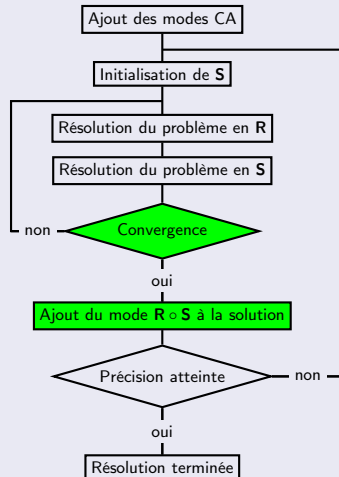 Ajout des modes CA
Initialisation de S
Résolution du problème en R
Résolution du problème en S
Convergence
non
oui
Ajout du mode R ∘ S à la solution
Précision atteinte
non
oui
Résolution terminée